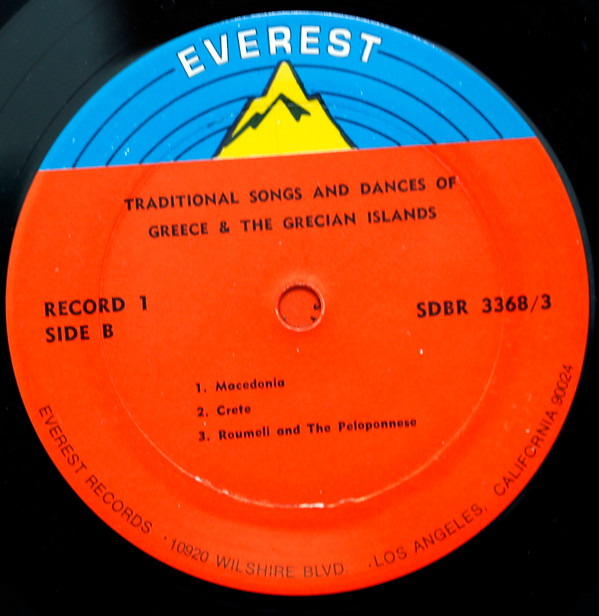 EVEREST
TRADITIONAL SONGS AND DANCES OF
GREECE & THE GRECIAN ISLANDS
RECORD 1
SIDE B
SDBR 3368/3
1. Macedonia
2. Crete
3. Roumeli and The Peloponnese
EVEREST RECORDS · 10920 WILSHIRE BLVD · LOS ANGELES, CALIFORNIA 90024